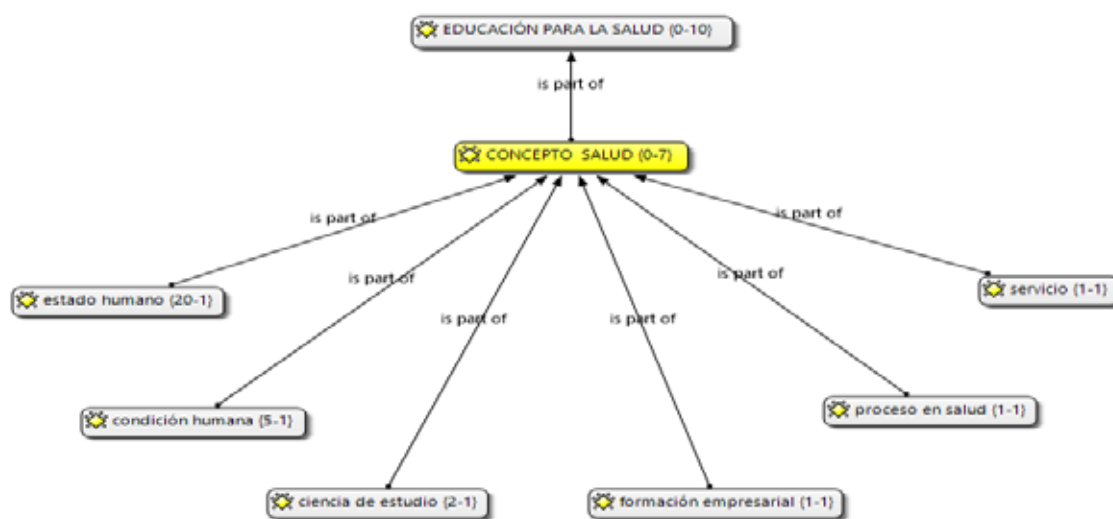 EDUCACIÓN PARA LA SALUD {0-10}
is part of
CONCEPTO SALUD {0-7}
is part of
is part of
is part of
is part of
is part of
is part of
estado humano {20-1}
servicio {1-1}
condición humana {5-1}
proceso en salud {1-1}
ciencia de estudio {2-1}
formación empresarial {1-1}